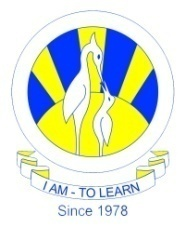 I AM - TO LEARN
Since 1978